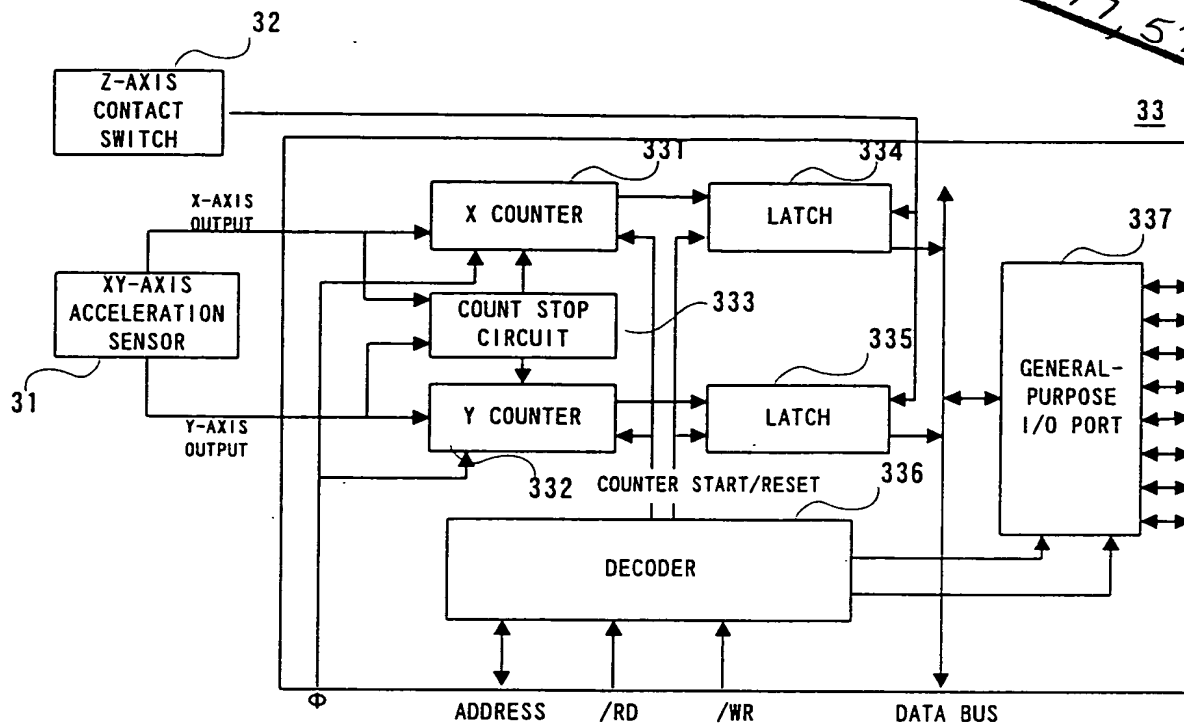 32
Z-AXIS
CONTACT
SWITCH
33
331
334
X-AXIS
OUTPUT
X COUNTER
LATCH
337
XY-AXIS
ACCELERATION
SENSOR
COUNT STOP
CIRCUIT
333
335
31
GENERAL-
PURPOSE
I/O PORT
Y COUNTER
LATCH
Y-AXIS
OUTPUT
332
COUNTER START/RESET
336
DECODER
Φ
ADDRESS
/RD
/WR
DATA BUS